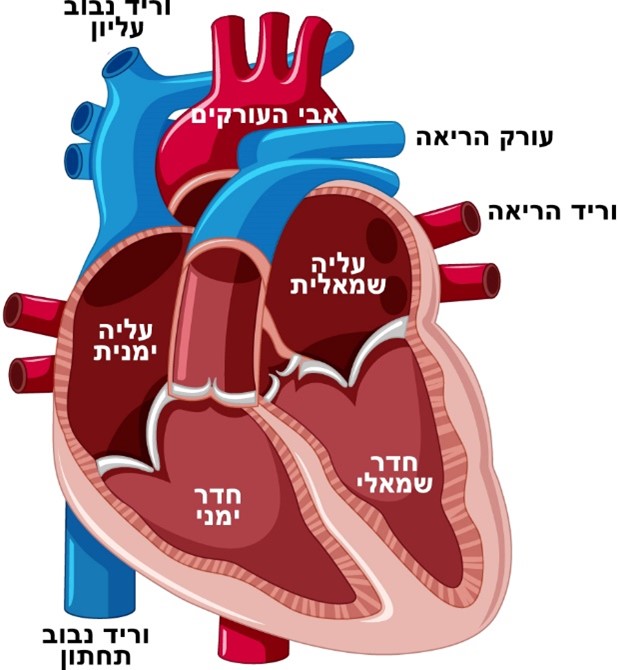 וריד נבוב
עליון
אבי העורקים
עורק הריאה
וריד הריאה
עליה
שמאלית
עליה
ימנית
חדר
שמאלי
חדר
ימני
וריד נבוב
תחתון